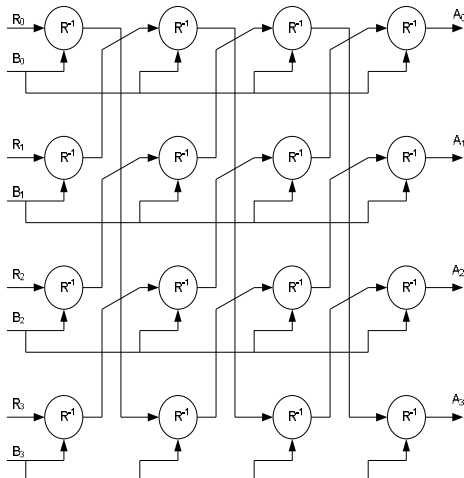 R₀ R⁻¹ R⁻¹ R⁻¹ R⁻¹ A₀
B₀
R₁ R⁻¹ R⁻¹ R⁻¹ R⁻¹ A₁
B₁
R₂ R⁻¹ R⁻¹ R⁻¹ R⁻¹ A₂
B₂
R₃ R⁻¹ R⁻¹ R⁻¹ R⁻¹ A₃
B₃